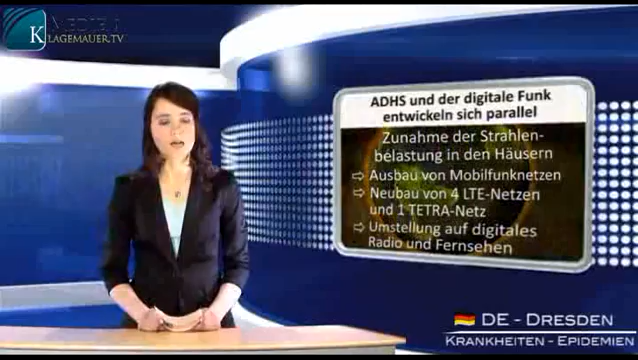 MEDIEN
KLAGEMAUER.TV
ADHS und der digitale Funk
entwickeln sich parallel
Zunahme der Strahlen-
belastung in den Häusern
⇨ Ausbau von Mobilfunknetzen
⇨ Neubau von 4 LTE-Netzen
und 1 TETRA-Netz
⇨ Umstellung auf digitales
Radio und Fernsehen
DE - DRESDEN
KRANKHEITEN - EPIDEMIEN